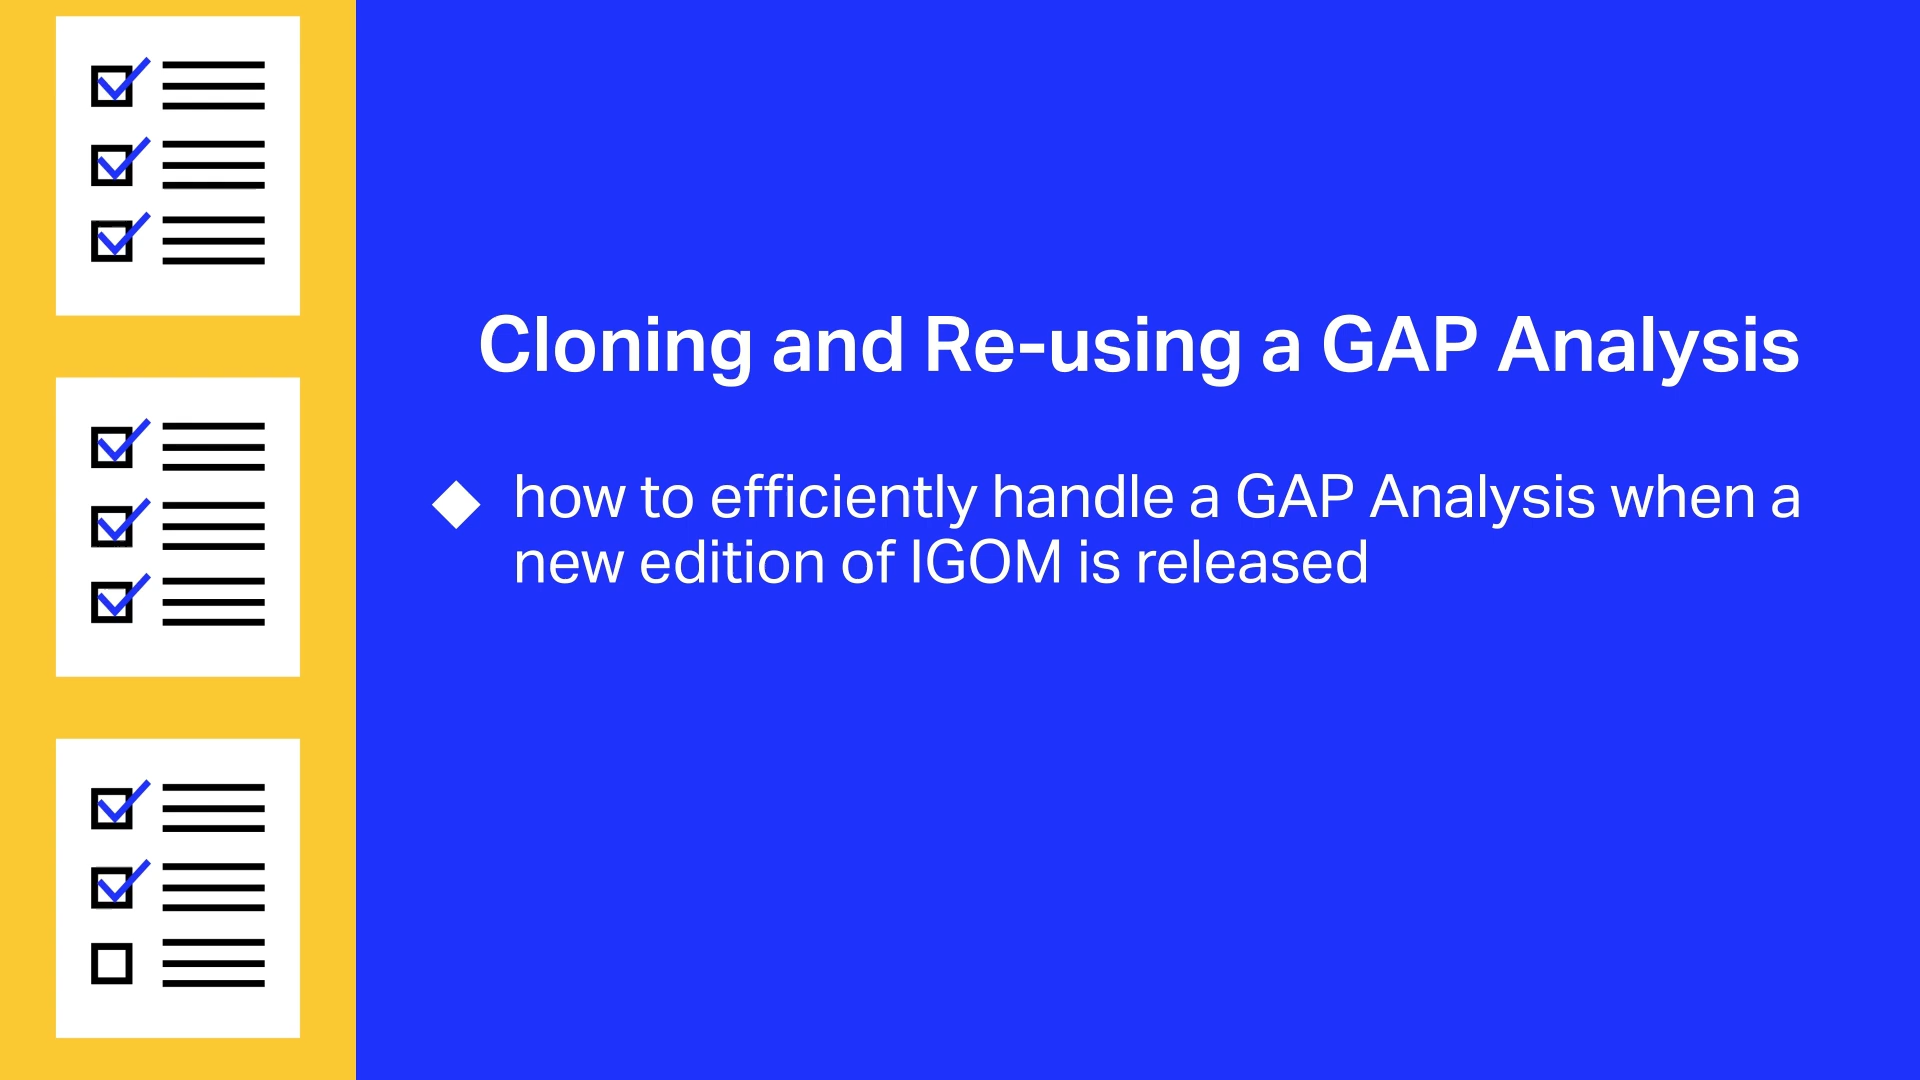 Cloning and Re-using a GAP Analysis
how to efficiently handle a GAP Analysis when a
new edition of IGOM is released